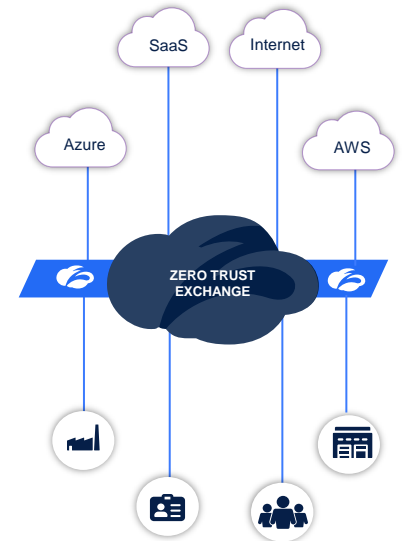 SaaS
Internet
Azure
AWS
ZERO TRUST
EXCHANGE